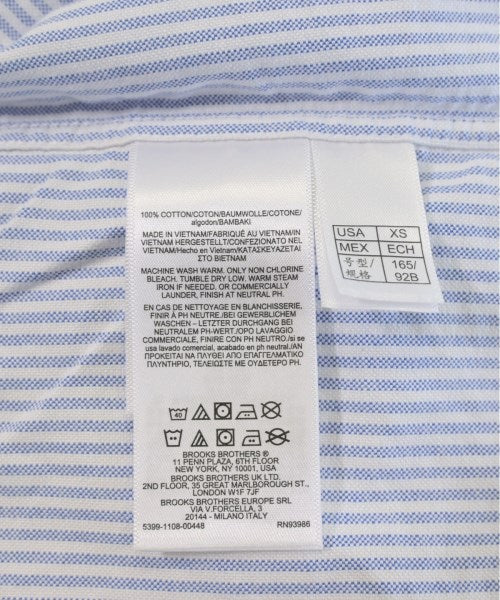 100% COTTON/COTON/BAUMWOLLE/COTONE/
algodon/ΒΑΜΒΑΚΙ
MADE IN VIETNAM/FABRIQUÉ AU VIETNAM/IN
VIETNAM HERGESTELLT/CONFEZIONATO NEL
VIETNAM/Hecho en Vietnam/ΚΑΤΑΣΚΕΥΑΖΕΤΑΙ
ΣΤΟ ΒΙΕΤΝΑΜ
MACHINE WASH WARM. ONLY NON CHLORINE
BLEACH. TUMBLE DRY LOW. WARM STEAM
IRON IF NEEDED. OR COMMERCIALLY
LAUNDER, FINISH AT NEUTRAL PH.
EN CAS DE NETTOYAGE EN BLANCHISSERIE,
FINIR À PH NEUTRE./BEI GEWERBLICHEM
WASCHEN – LETZTER DURCHGANG BEI
NEUTRALEM PH-WERT./OPO LAVAGGIO
COMMERCIALE, FINIRE CON PH NEUTRO./si se
usa lavado comercial, acabado en ph neutral./ΑΝ
ΠΡΟΚΕΙΤΑΙ ΝΑ ΠΛΥΘΕΙ ΑΠΟ ΕΠΑΓΓΕΛΜΑΤΙΚΟ
ΠΛΥΝΤΗΡΙΟ, ΤΕΛΕΙΩΣΤΕ ΜΕ ΟΥΔΕΤΕΡΟ ΡΗ.
40
BROOKS BROTHERS ®
11 PENN PLAZA, 6TH FLOOR
NEW YORK, NY 10001, USA
BROOKS BROTHERS UK LTD.
2ND FLOOR, 35 GREAT MARLBOROUGH ST.,
LONDON W1F 7JF
BROOKS BROTHERS EUROPE SRL
VIA V.FORCELLA, 3
20144 - MILANO ITALY
5399-1108-00448 RN93986
USA XS
MEX ECH
号型/规格 165/92B